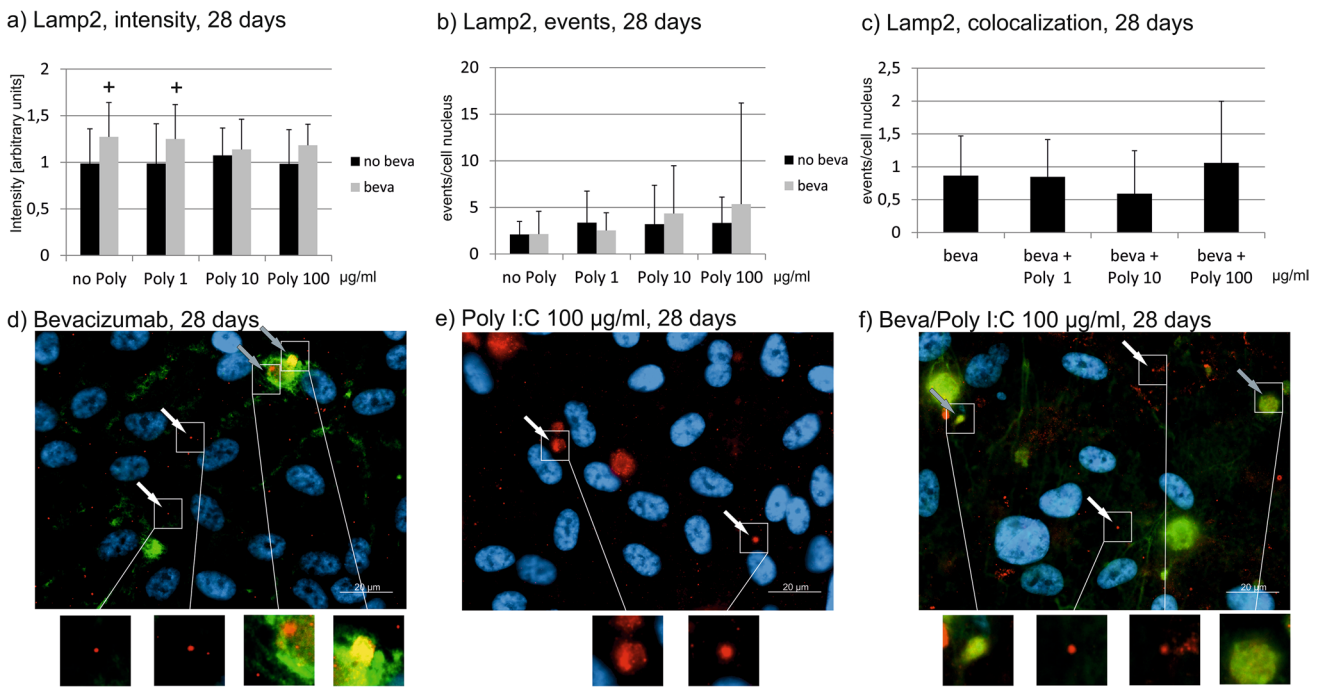 a) Lamp2, intensity, 28 days
b) Lamp2, events, 28 days
c) Lamp2, colocalization, 28 days
Intensity [arbitrary units]
2
1,5
1
0,5
0
+
+
no Poly
Poly 1
Poly 10
Poly 100
µg/ml
no beva
beva
events/cell nucleus
20
15
10
5
0
no Poly
Poly 1
Poly 10
Poly 100
µg/ml
no beva
beva
events/cell nucleus
2,5
2
1,5
1
0,5
0
beva
beva +
Poly 1
beva +
Poly 10
beva +
Poly 100
µg/ml
d) Bevacizumab, 28 days
e) Poly I:C 100 µg/ml, 28 days
f) Beva/Poly I:C 100 µg/ml, 28 days
20 µm
20 µm
20 µm